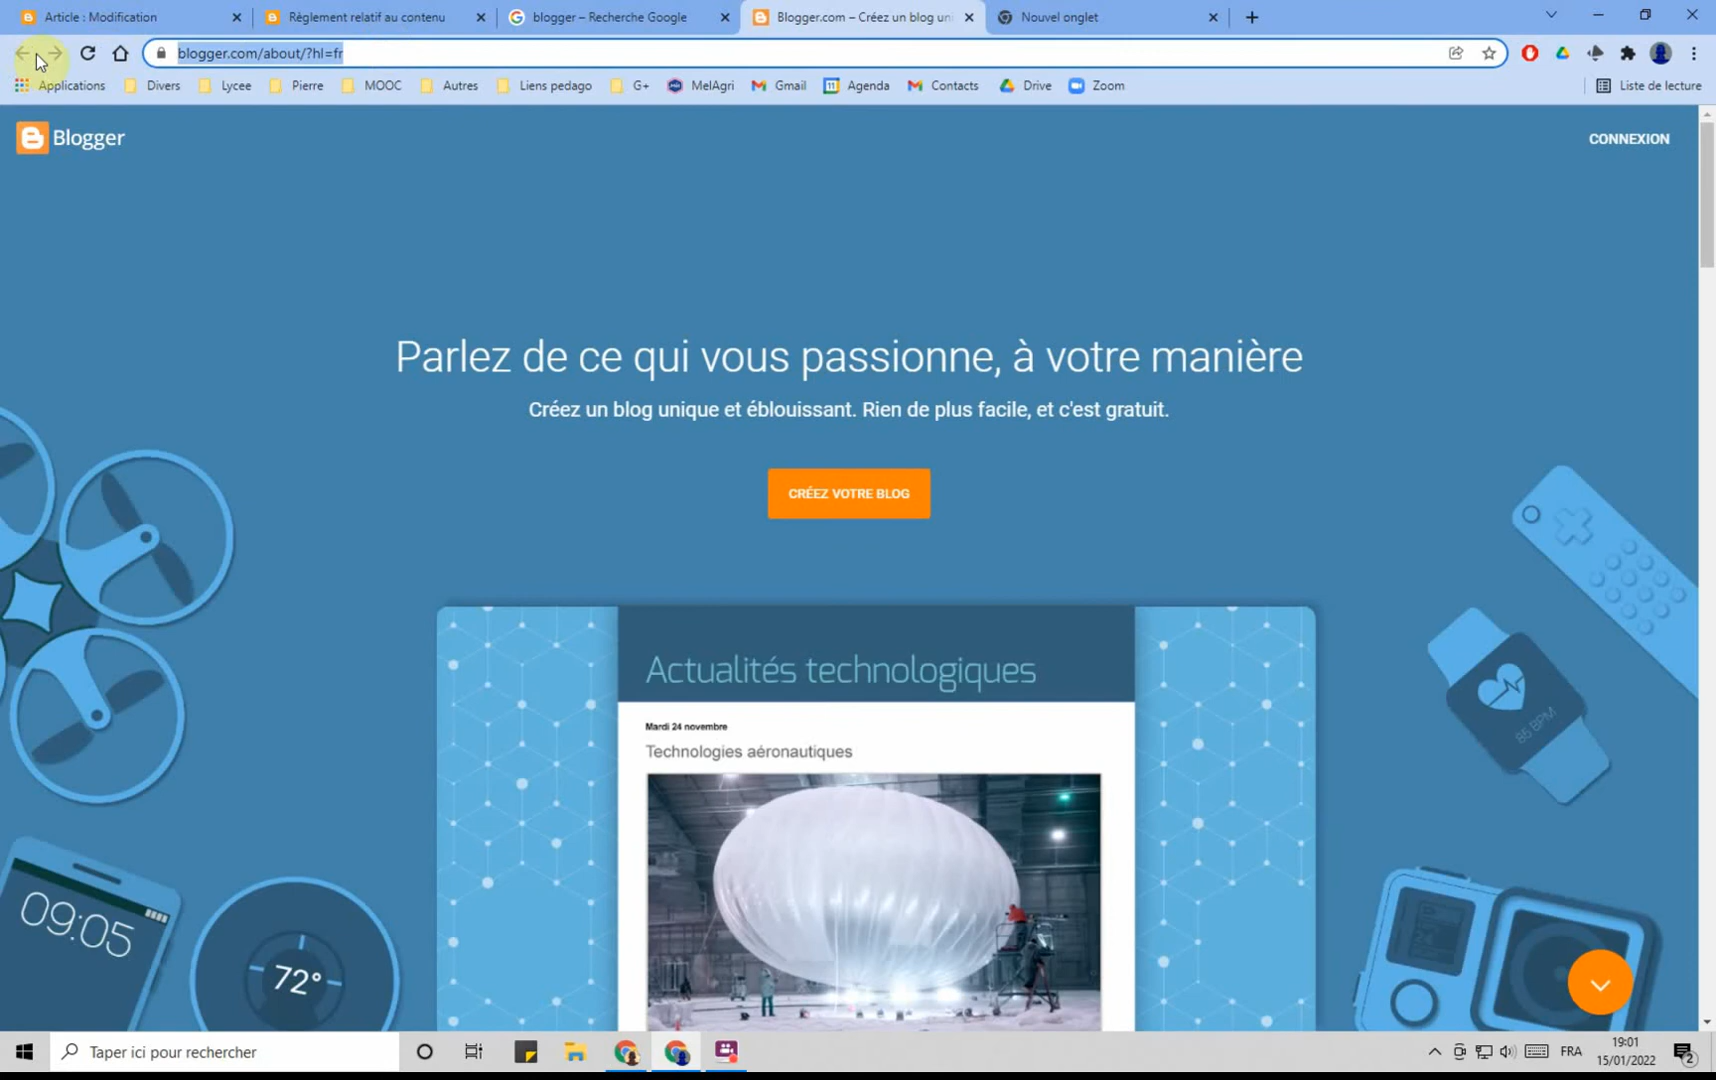 Article : Modification
Règlement relatif au contenu
blogger – Recherche Google
Blogger.com – Créez un blog un
Nouvel onglet
blogger.com/about/?hl=fr
Applications
Divers
Lycee
Pierre
MOOC
Autres
Liens pedago
G+
MelAgri
Gmail
Agenda
Contacts
Drive
Zoom
Liste de lecture
Blogger
CONNEXION
Parlez de ce qui vous passionne, à votre manière
Créez un blog unique et éblouissant. Rien de plus facile, et c'est gratuit.
CRÉEZ VOTRE BLOG
Actualités technologiques
Mardi 24 novembre
Technologies aéronautiques
85 BPM
09:05
72°
Taper ici pour rechercher
FRA
19:01
15/01/2022
2